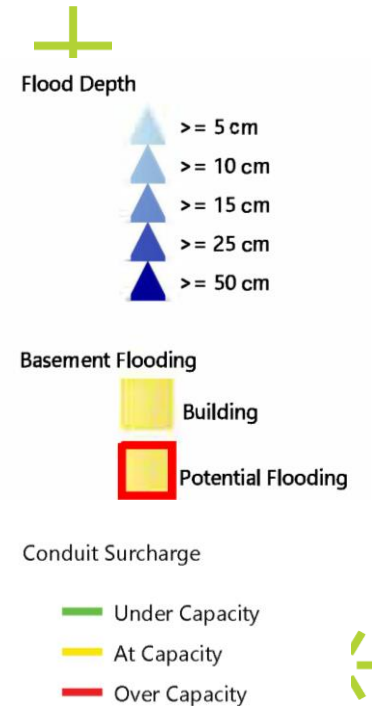 Flood Depth
>= 5 cm
>= 10 cm
>= 15 cm
>= 25 cm
>= 50 cm
Basement Flooding
Building
Potential Flooding
Conduit Surcharge
Under Capacity
At Capacity
Over Capacity